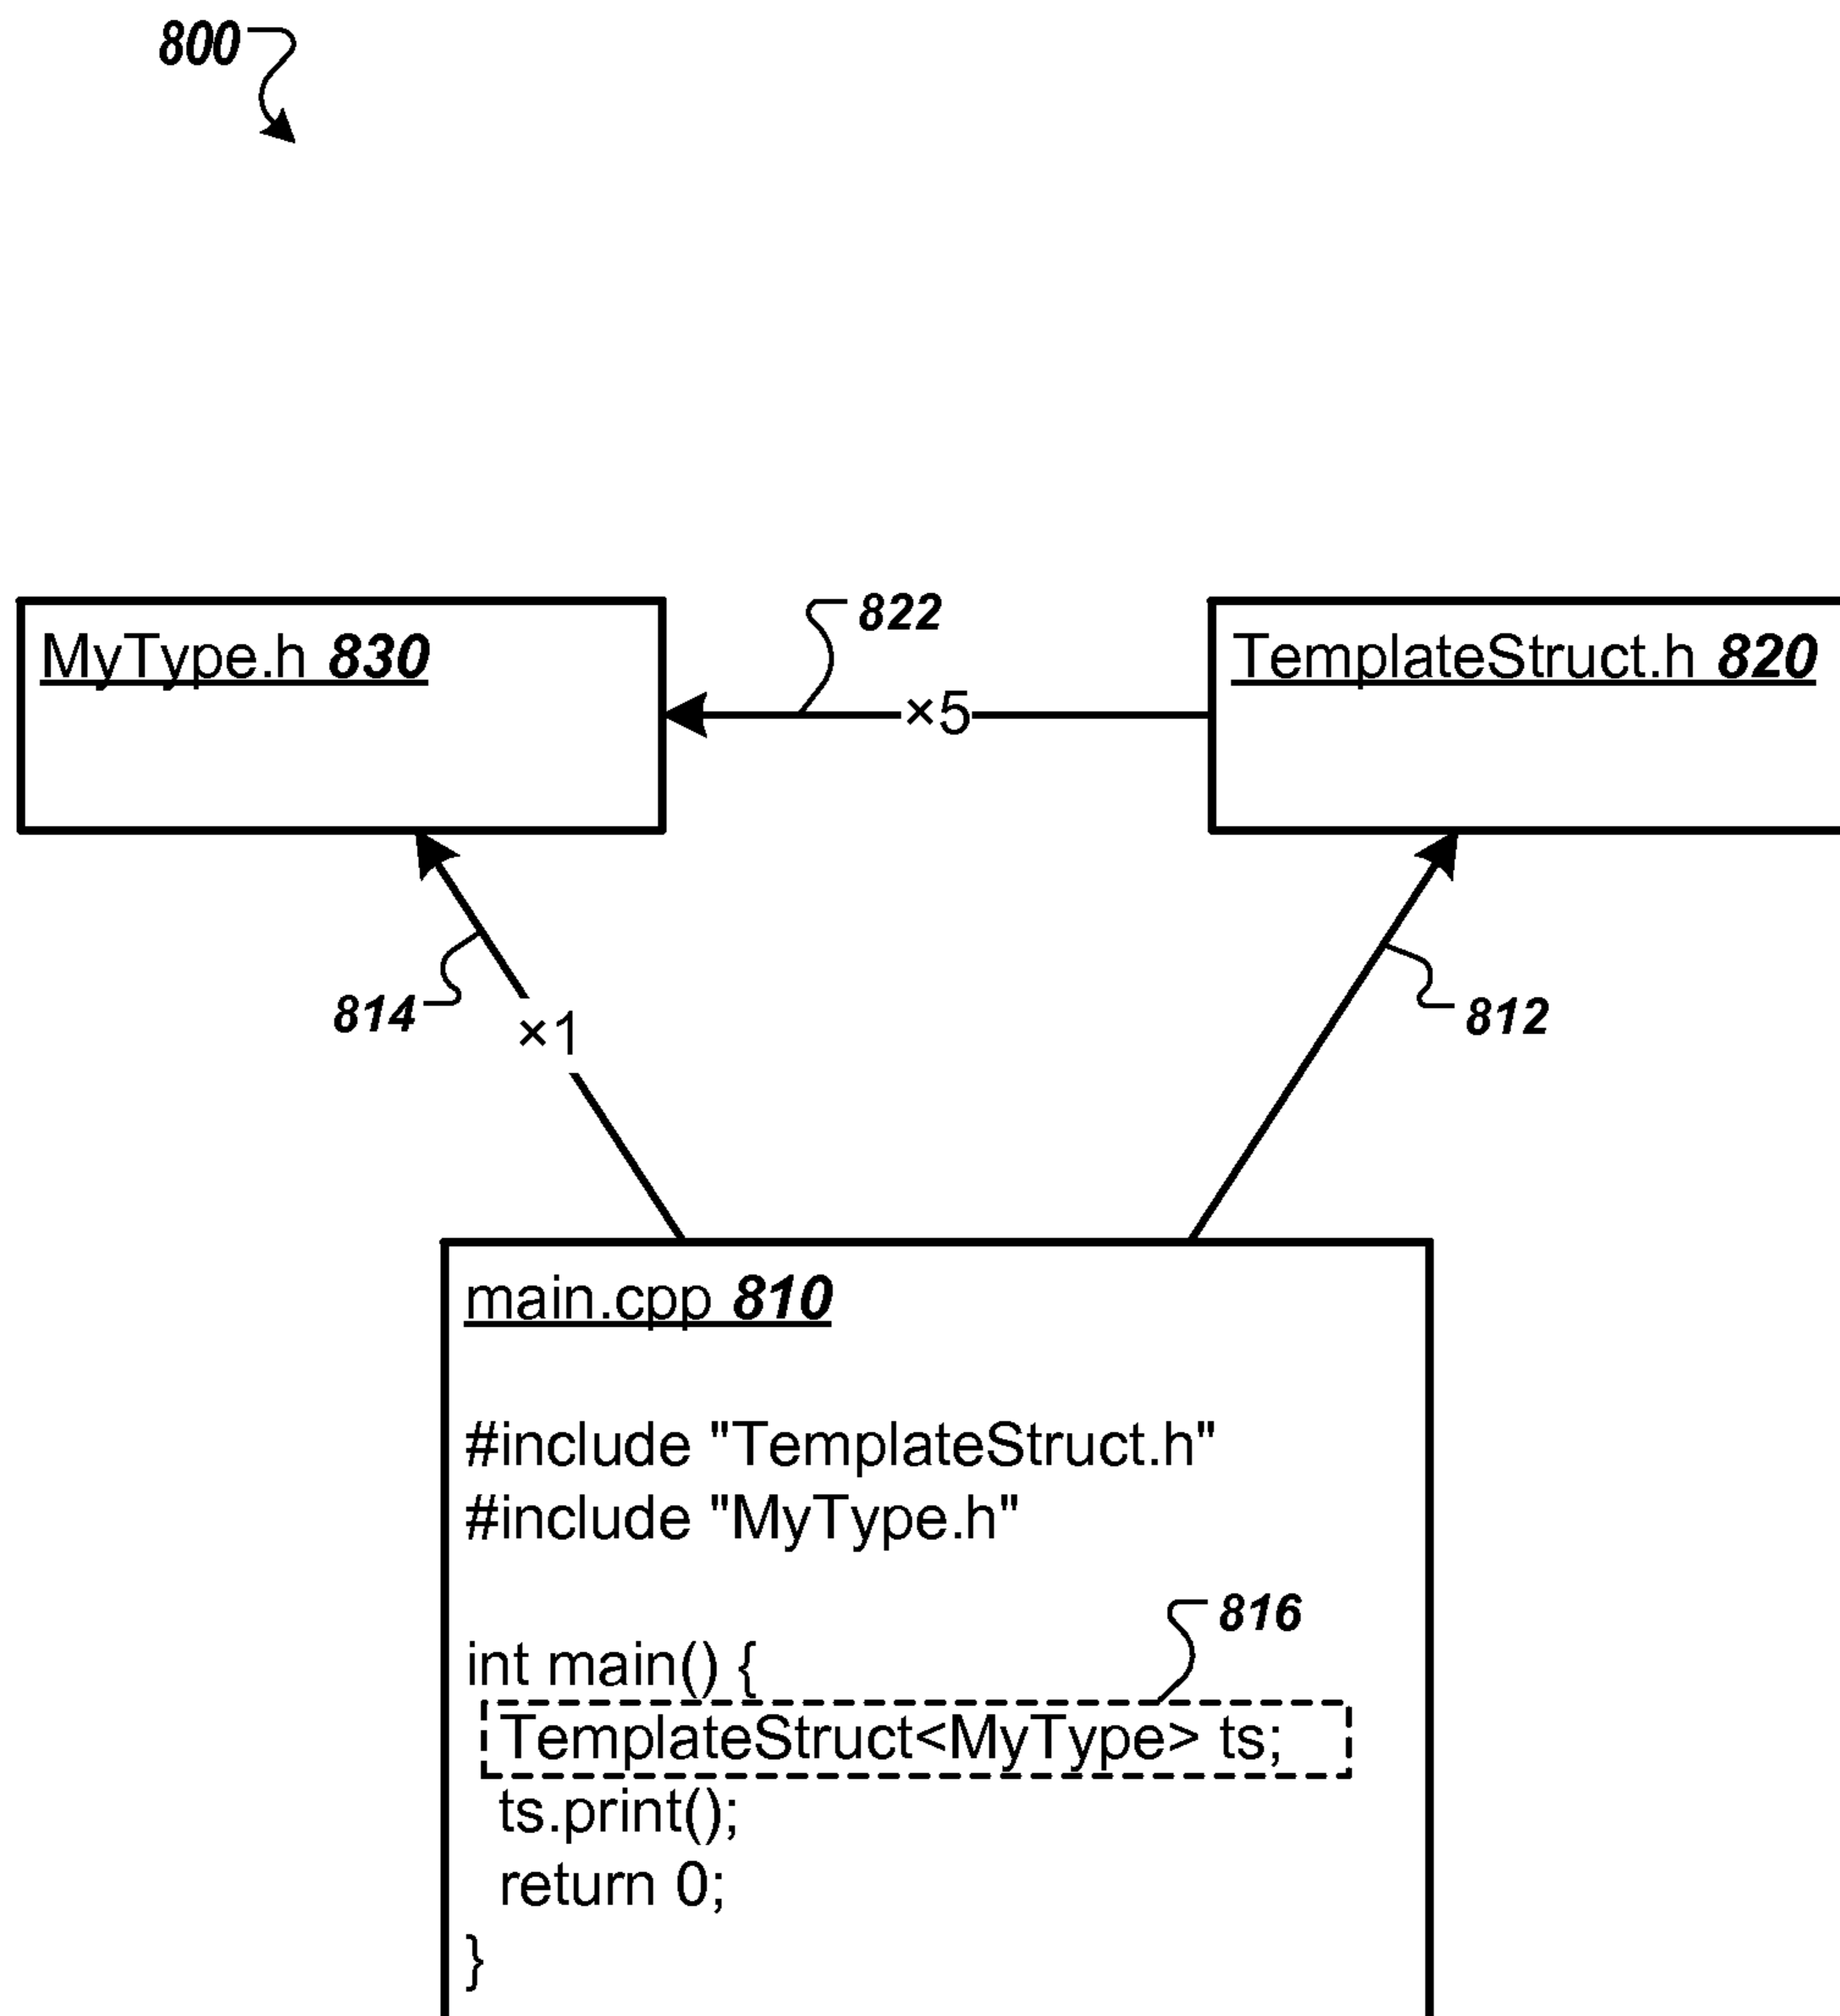 800
822
MyType.h 830
TemplateStruct.h 820
×5
814
×1
812
main.cpp 810
#include "TemplateStruct.h"
#include "MyType.h"
816
int main() {
TemplateStruct<MyType> ts;
ts.print();
return 0;
}